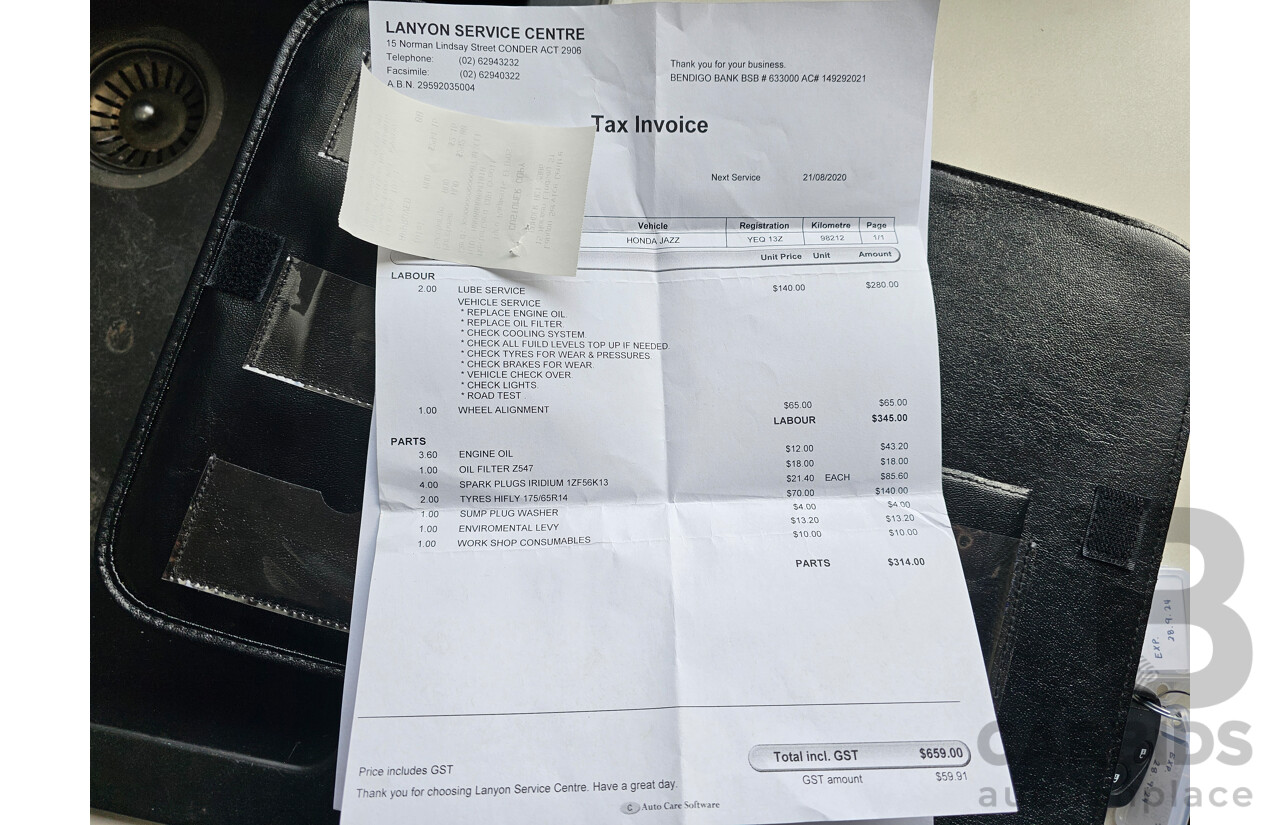 LANYON SERVICE CENTRE
15 Norman Lindsay Street CONDER ACT 2906
Telephone: (02) 62943232
Facsimile: (02) 62940322
A.B.N. 29592035004
Thank you for your business.
BENDIGO BANK BSB # 633000 AC# 149292021
Tax Invoice
Next Service 21/08/2020
Vehicle Registration Kilometre Page
HONDA JAZZ YEQ 13Z 98212 1/1
Unit Price Unit Amount
LABOUR
2.00 LUBE SERVICE $140.00 $280.00
VEHICLE SERVICE
* REPLACE ENGINE OIL.
* REPLACE OIL FILTER.
* CHECK COOLING SYSTEM.
* CHECK ALL FUILD LEVELS TOP UP IF NEEDED.
* CHECK TYRES FOR WEAR & PRESSURES.
* CHECK BRAKES FOR WEAR.
* VEHICLE CHECK OVER.
* CHECK LIGHTS.
* ROAD TEST .
1.00 WHEEL ALIGNMENT $65.00 $65.00
LABOUR $345.00
PARTS
3.60 ENGINE OIL $12.00 $43.20
1.00 OIL FILTER Z547 $18.00 $18.00
4.00 SPARK PLUGS IRIDIUM 1ZF56K13 $21.40 EACH $85.60
2.00 TYRES HIFLY 175/65R14 $70.00 $140.00
1.00 SUMP PLUG WASHER $4.00 $4.00
1.00 ENVIROMENTAL LEVY $13.20 $13.20
1.00 WORK SHOP CONSUMABLES $10.00 $10.00
PARTS $314.00
Total incl. GST $659.00
GST amount $59.91
Price includes GST
Thank you for choosing Lanyon Service Centre. Have a great day.
C Auto Care Software
CUSTOMER COPY
EXP.
28.9.24